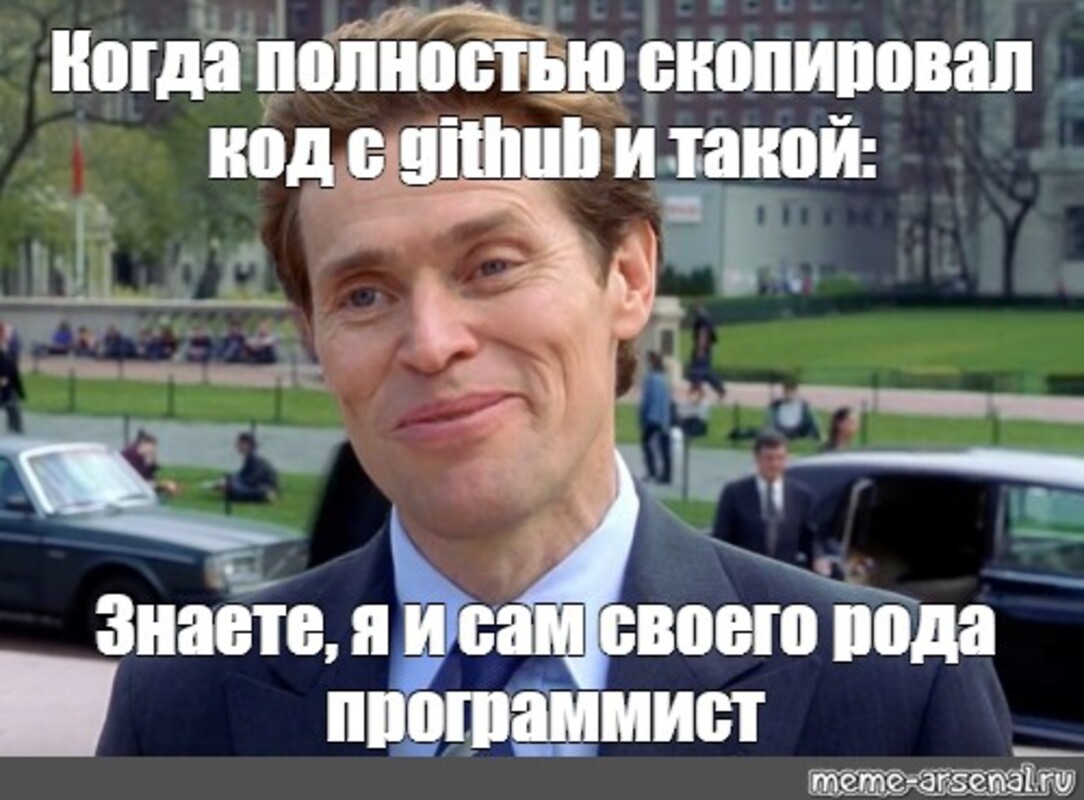 Когда полностью скопировал
код с github и такой:
Знаете, я и сам своего рода
программист
meme-arsenal.ru